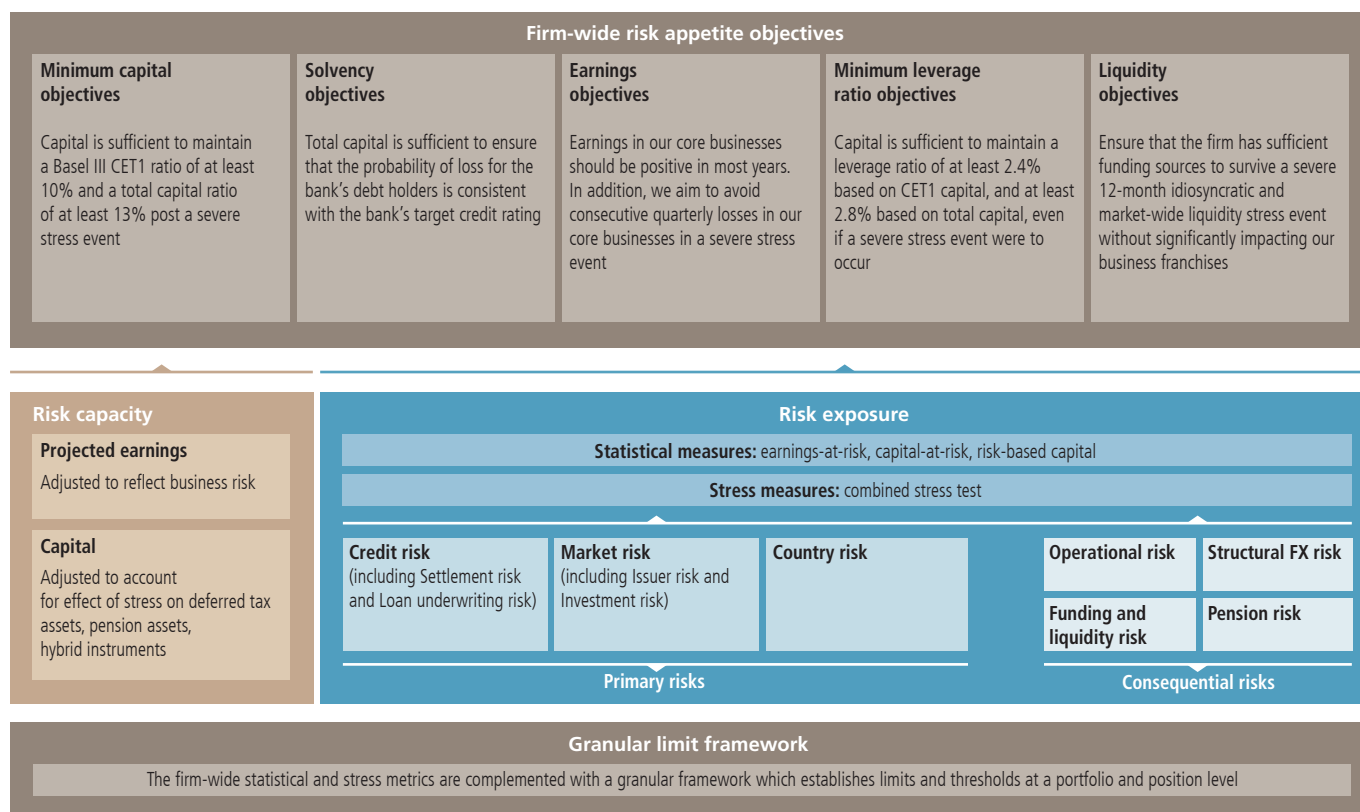 Firm-wide risk appetite objectives
Minimum capital
objectives
Capital is sufficient to maintain
a Basel III CET1 ratio of at least
10% and a total capital ratio
of at least 13% post a severe
stress event
Solvency
objectives
Total capital is sufficient to ensure
that the probability of loss for the
bank’s debt holders is consistent
with the bank’s target credit rating
Earnings
objectives
Earnings in our core businesses
should be positive in most years.
In addition, we aim to avoid
consecutive quarterly losses in our
core businesses in a severe stress
event
Minimum leverage
ratio objectives
Capital is sufficient to maintain a
leverage ratio of at least 2.4%
based on CET1 capital, and at least
2.8% based on total capital, even
if a severe stress event were to
occur
Liquidity
objectives
Ensure that the firm has sufficient
funding sources to survive a severe
12-month idiosyncratic and
market-wide liquidity stress event
without significantly impacting our
business franchises
Risk capacity
Projected earnings
Adjusted to reflect business risk
Capital
Adjusted to account
for effect of stress on deferred tax
assets, pension assets,
hybrid instruments
Risk exposure
Statistical measures: earnings-at-risk, capital-at-risk, risk-based capital
Stress measures: combined stress test
Credit risk
(including Settlement risk
and Loan underwriting risk)
Market risk
(including Issuer risk and
Investment risk)
Country risk
Primary risks
Operational risk
Structural FX risk
Funding and
liquidity risk
Pension risk
Consequential risks
Granular limit framework
The firm-wide statistical and stress metrics are complemented with a granular framework which establishes limits and thresholds at a portfolio and position level